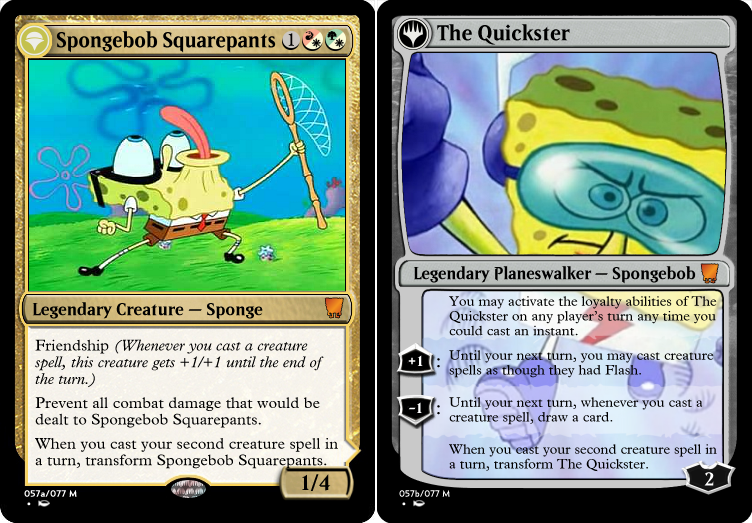 Spongebob Squarepants 1
Legendary Creature — Sponge
Friendship (Whenever you cast a creature
spell, this creature gets +1/+1 until the end of
the turn.)
Prevent all combat damage that would be
dealt to Spongebob Squarepants.
When you cast your second creature spell in
a turn, transform Spongebob Squarepants.
1/4
057a/077 M
The Quickster
Legendary Planeswalker — Spongebob
You may activate the loyalty abilities of The
Quickster on any player's turn any time you
could cast an instant.
+1 : Until your next turn, you may cast creature
spells as though they had Flash.
-1 : Until your next turn, whenever you cast a
creature spell, draw a card.
When you cast your second creature spell in
a turn, transform The Quickster.
2
057b/077 M